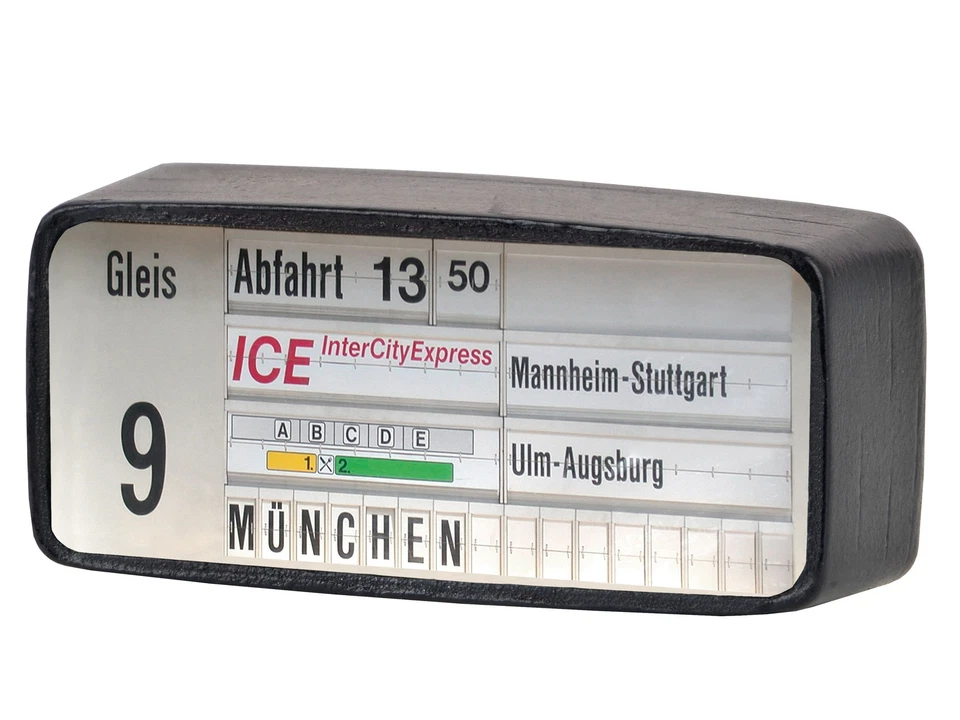 Gleis
9
Abfahrt 13 50
ICE InterCityExpress
Mannheim-Stuttgart
A B C D E
1. 2.
Ulm-Augsburg
MÜNCHEN